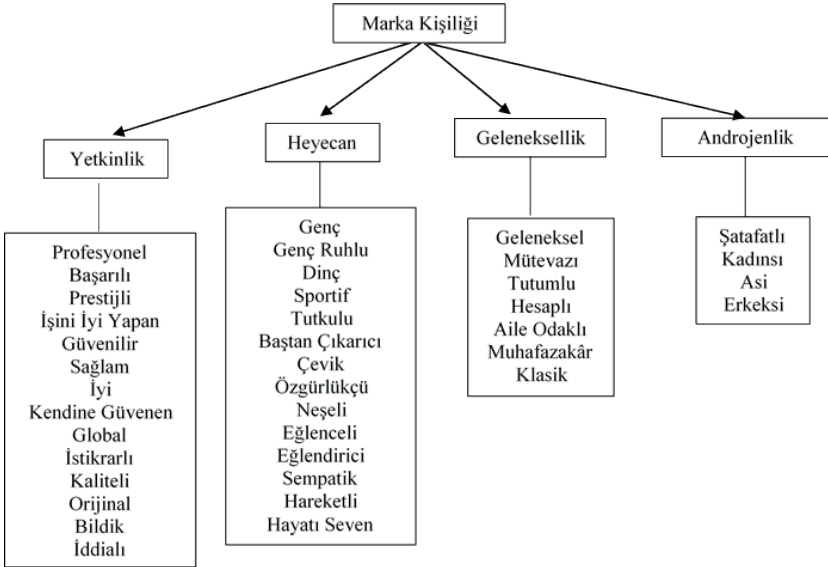 Marka Kişiliği
Yetkinlik
Heyecan
Geleneksellik
Androjenlik
Profesyonel
Başarılı
Prestijli
İşini İyi Yapan
Güvenilir
Sağlam
İyi
Kendine Güvenen
Global
İstikrarlı
Kaliteli
Orijinal
Bildik
İddialı
Genç
Genç Ruhlu
Dinç
Sportif
Tutkulu
Baştan Çıkarıcı
Çevik
Özgürlükçü
Neşeli
Eğlenceli
Eğlendirici
Sempatik
Hareketli
Hayatı Seven
Geleneksel
Mütevazı
Tutumlu
Hesaplı
Aile Odaklı
Muhafazakâr
Klasik
Şatafatlı
Kadınsı
Asi
Erkeksi